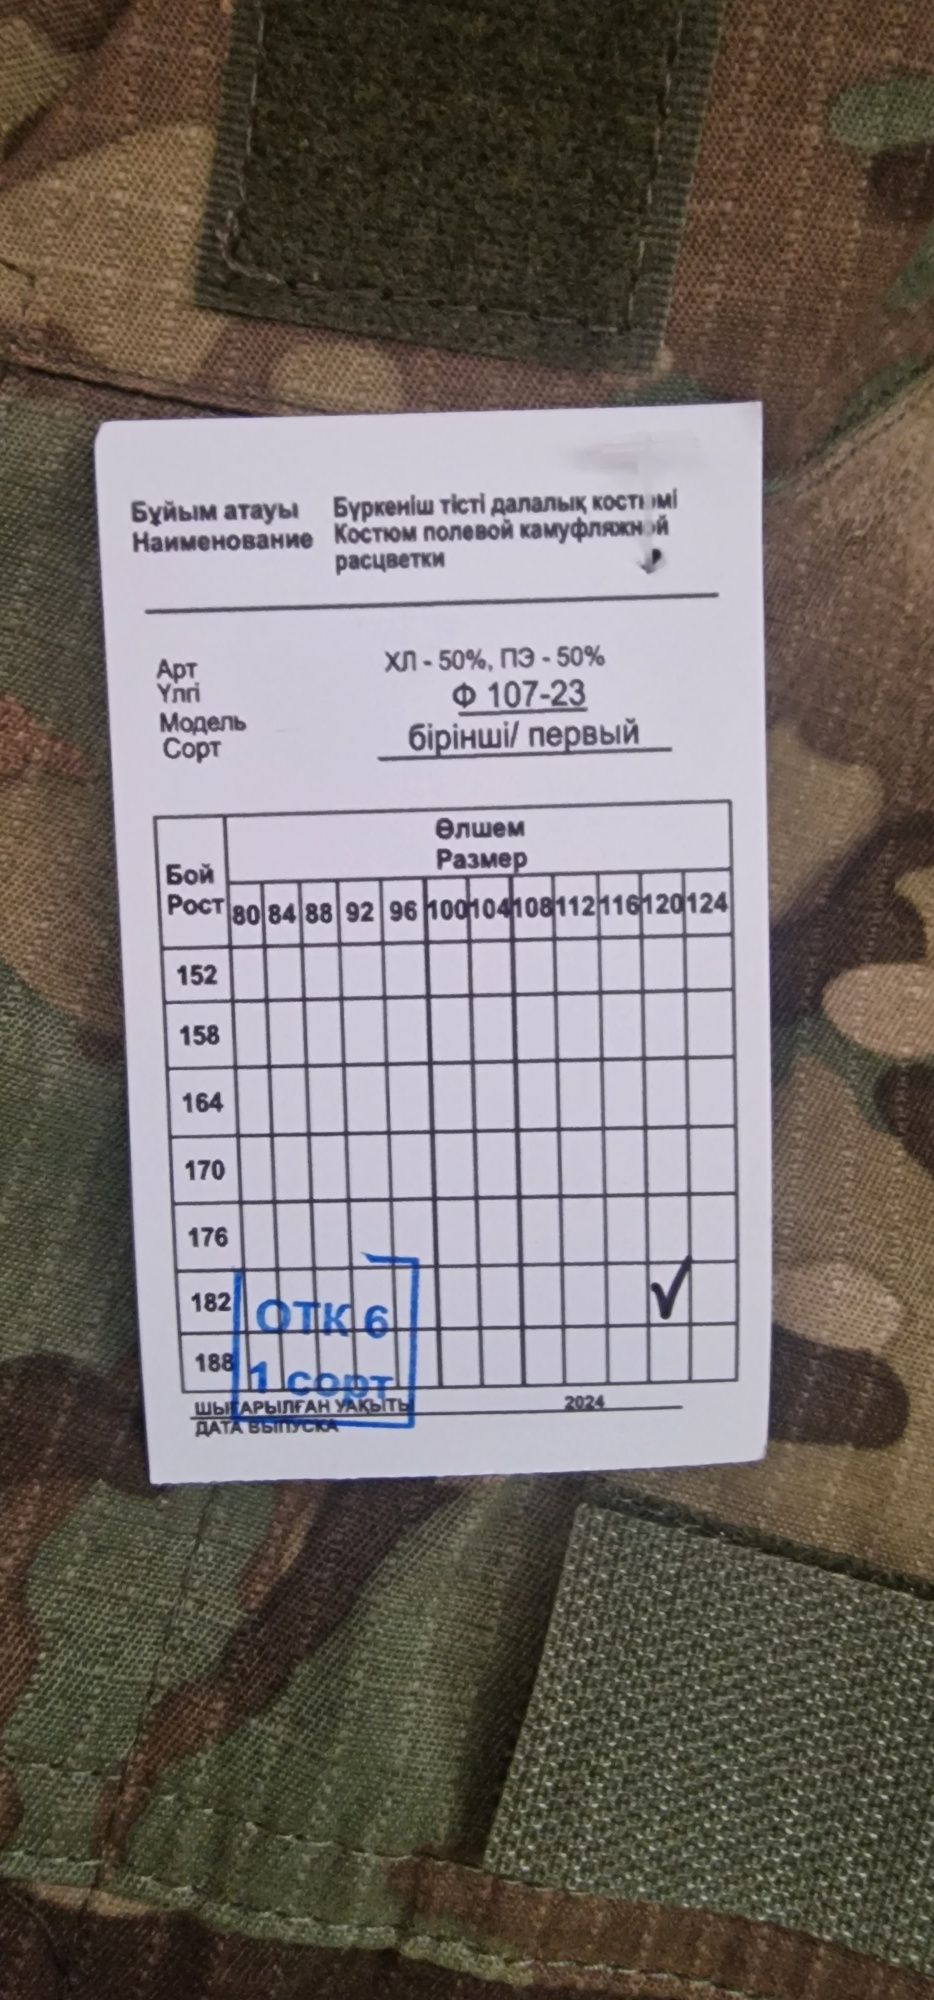 Бұйым атауы Бүркеніш тісті далалық костюмі
Наименование Костюм полевой камуфляжной
расцветки
Арт ХЛ - 50%, ПЭ - 50%
Үлгі Ф 107-23
Модель
Сорт бірінші/ первый
Өлшем
Размер
Бой
Рост 80 84 88 92 96 100 104 108 112 116 120 124
152
158
164
170
176
182 ✓
188
ОТК 6
1 сорт
ШЫҒАРЫЛҒАН УАҚЫТЫ 2024
ДАТА ВЫПУСКА